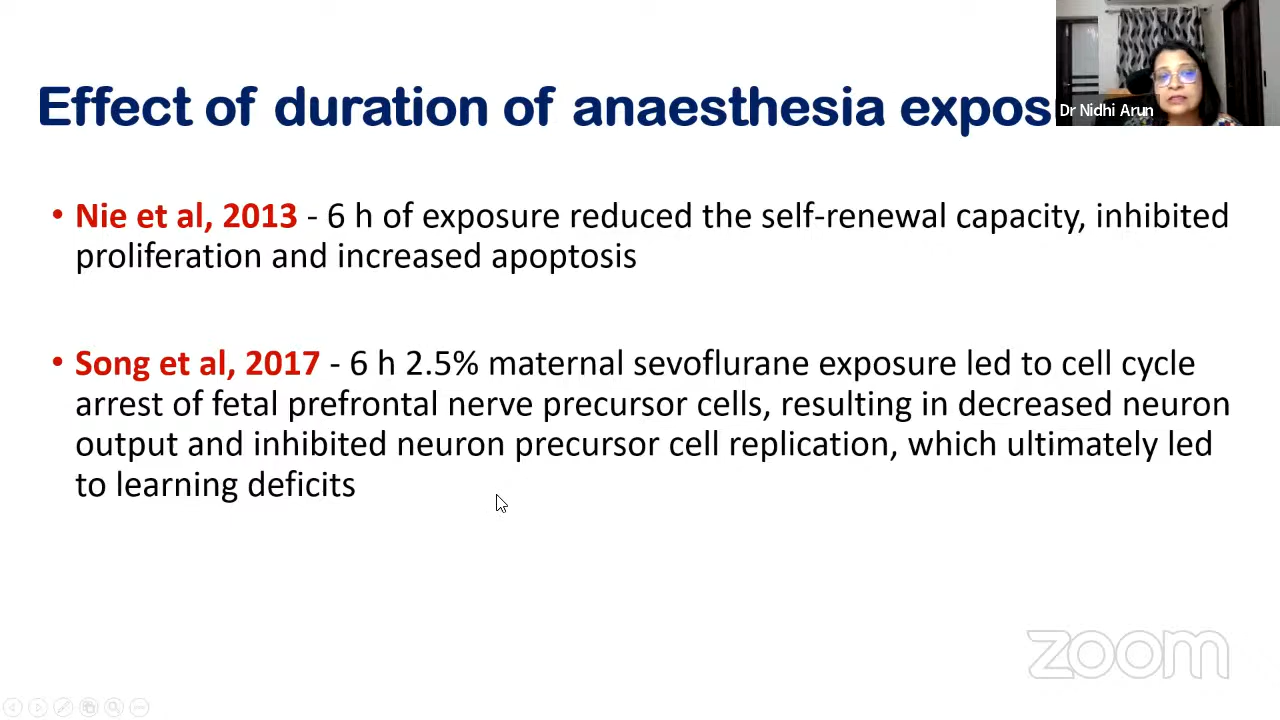 Effect of duration of anaesthesia expos
Dr Nidhi Arun
• Nie et al, 2013 - 6 h of exposure reduced the self-renewal capacity, inhibited
proliferation and increased apoptosis
• Song et al, 2017 - 6 h 2.5% maternal sevoflurane exposure led to cell cycle
arrest of fetal prefrontal nerve precursor cells, resulting in decreased neuron
output and inhibited neuron precursor cell replication, which ultimately led
to learning deficits
zoom